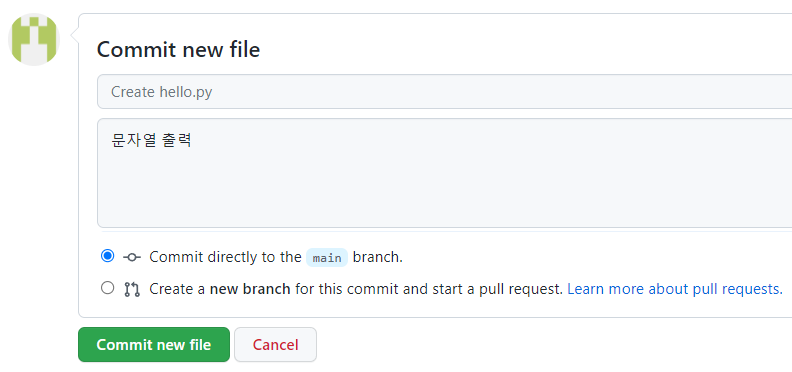 Commit new file
Create hello.py
문자열 출력
Commit directly to the main branch.
Create a new branch for this commit and start a pull request. Learn more about pull requests.
Commit new file Cancel